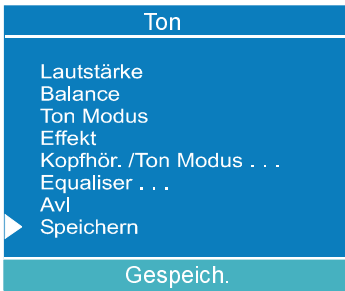 Ton
Lautstärke
Balance
Ton Modus
Effekt
Kopfhör. /Ton Modus . . .
Equaliser . . .
Avl
Speichern
Gespeich.